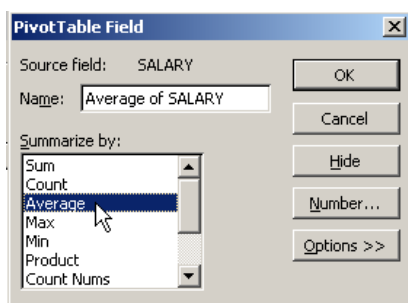 PivotTable Field
Source field: SALARY
Name: Average of SALARY
Summarize by:
Sum
Count
Average
Max
Min
Product
Count Nums
OK
Cancel
Hide
Number...
Options >>